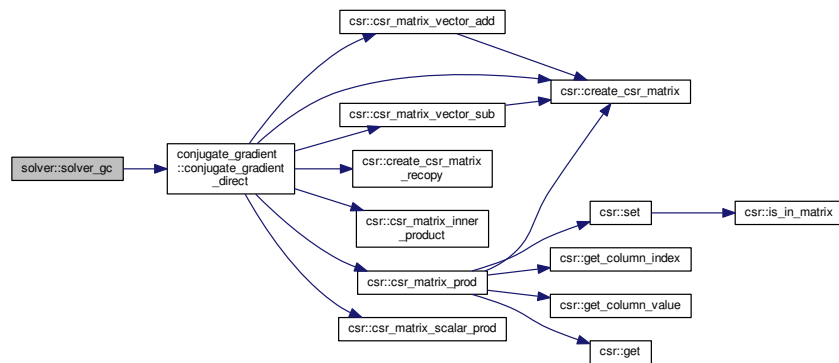 csr::csr_matrix_vector_add
csr::create_csr_matrix
csr::csr_matrix_vector_sub
solver::solver_gc
conjugate_gradient
::conjugate_gradient
_direct
csr::create_csr_matrix
_recopy
csr::set
csr::is_in_matrix
csr::csr_matrix_inner
_product
csr::get_column_index
csr::csr_matrix_prod
csr::get_column_value
csr::csr_matrix_scalar_prod
csr::get